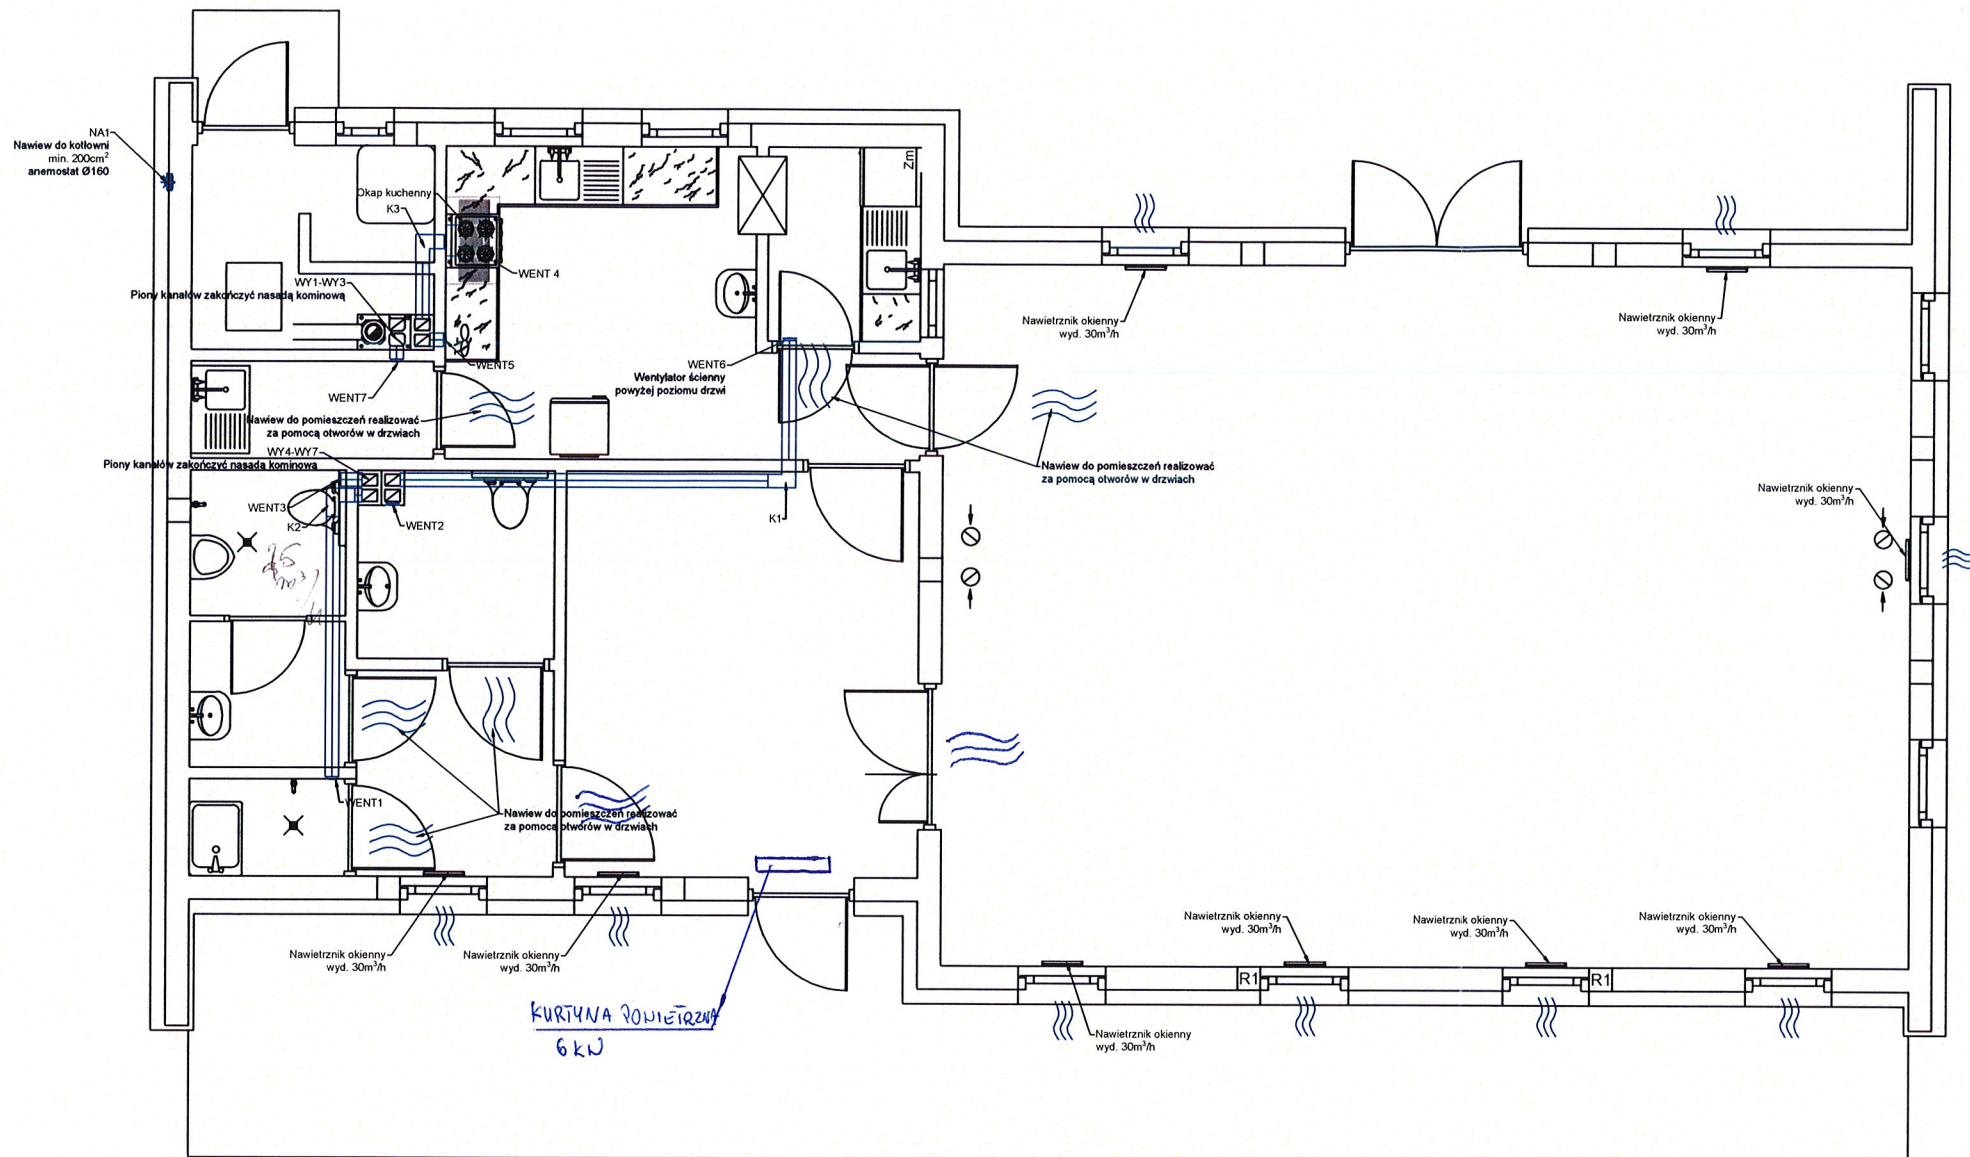 NA1
Nawiew do kotłowni
min. 200cm²
anemostat Ø160
Okap kuchenny
K3
Zm
WENT 4
WY1-WY3
Piony kanałów zakończyć nasadą kominową
WENT5
WENT7
WENT6
Wentylator ścienny
powyżej poziomu drzwi
Nawietrznik okienny
wyd. 30m³/h
Nawietrznik okienny
wyd. 30m³/h
Nawiew do pomieszczeń realizować
za pomocą otworów w drzwiach
WY4-WY7
Piony kanałów zakończyć nasadą kominowa
Nawiew do pomieszczeń realizować
za pomocą otworów w drzwiach
Nawietrznik okienny
wyd. 30m³/h
WENT3
K2
WENT2
K1
WENT1
Nawiew do pomieszczeń realizować
za pomocą otworów w drzwiach
Nawietrznik okienny
wyd. 30m³/h
Nawietrznik okienny
wyd. 30m³/h
Nawietrznik okienny
wyd. 30m³/h
Nawietrznik okienny
wyd. 30m³/h
Nawietrznik okienny
wyd. 30m³/h
R1
R1
KURTYNA POWIETRZNA
6 kW
Nawietrznik okienny
wyd. 30m³/h